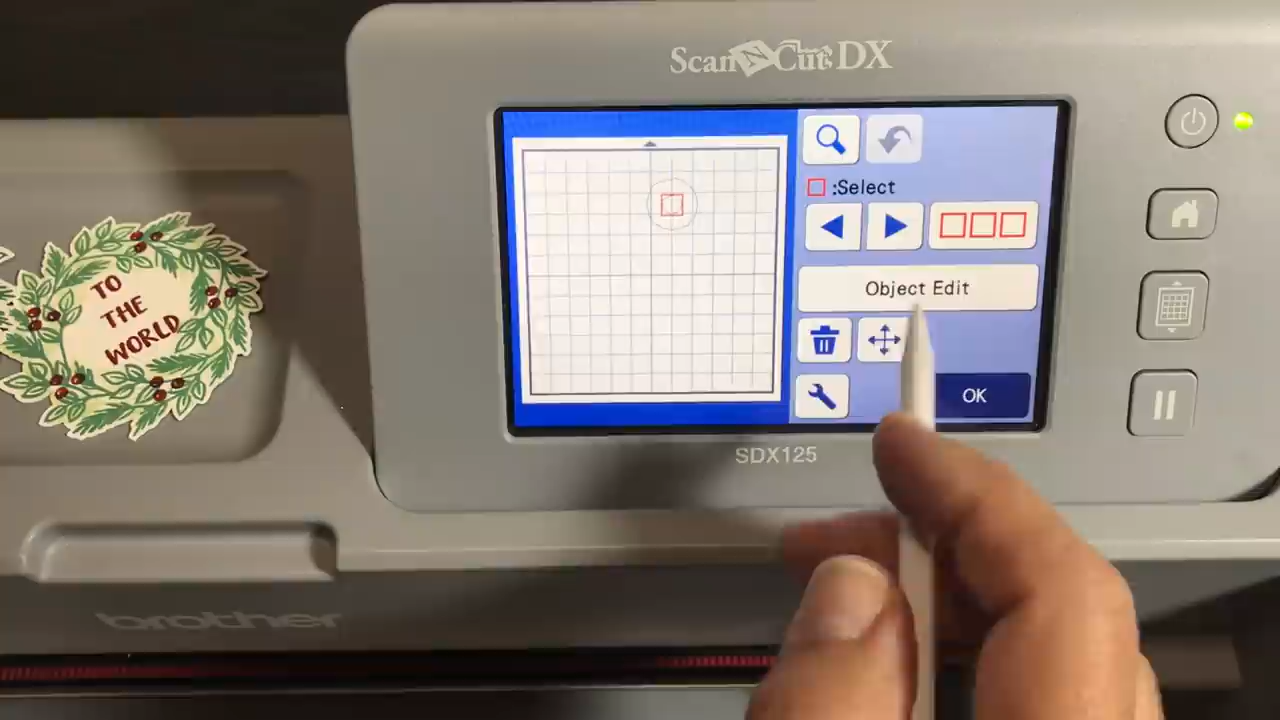 ScanNCut DX
:Select
Object Edit
OK
SDX125
TO
THE
WORLD
brother